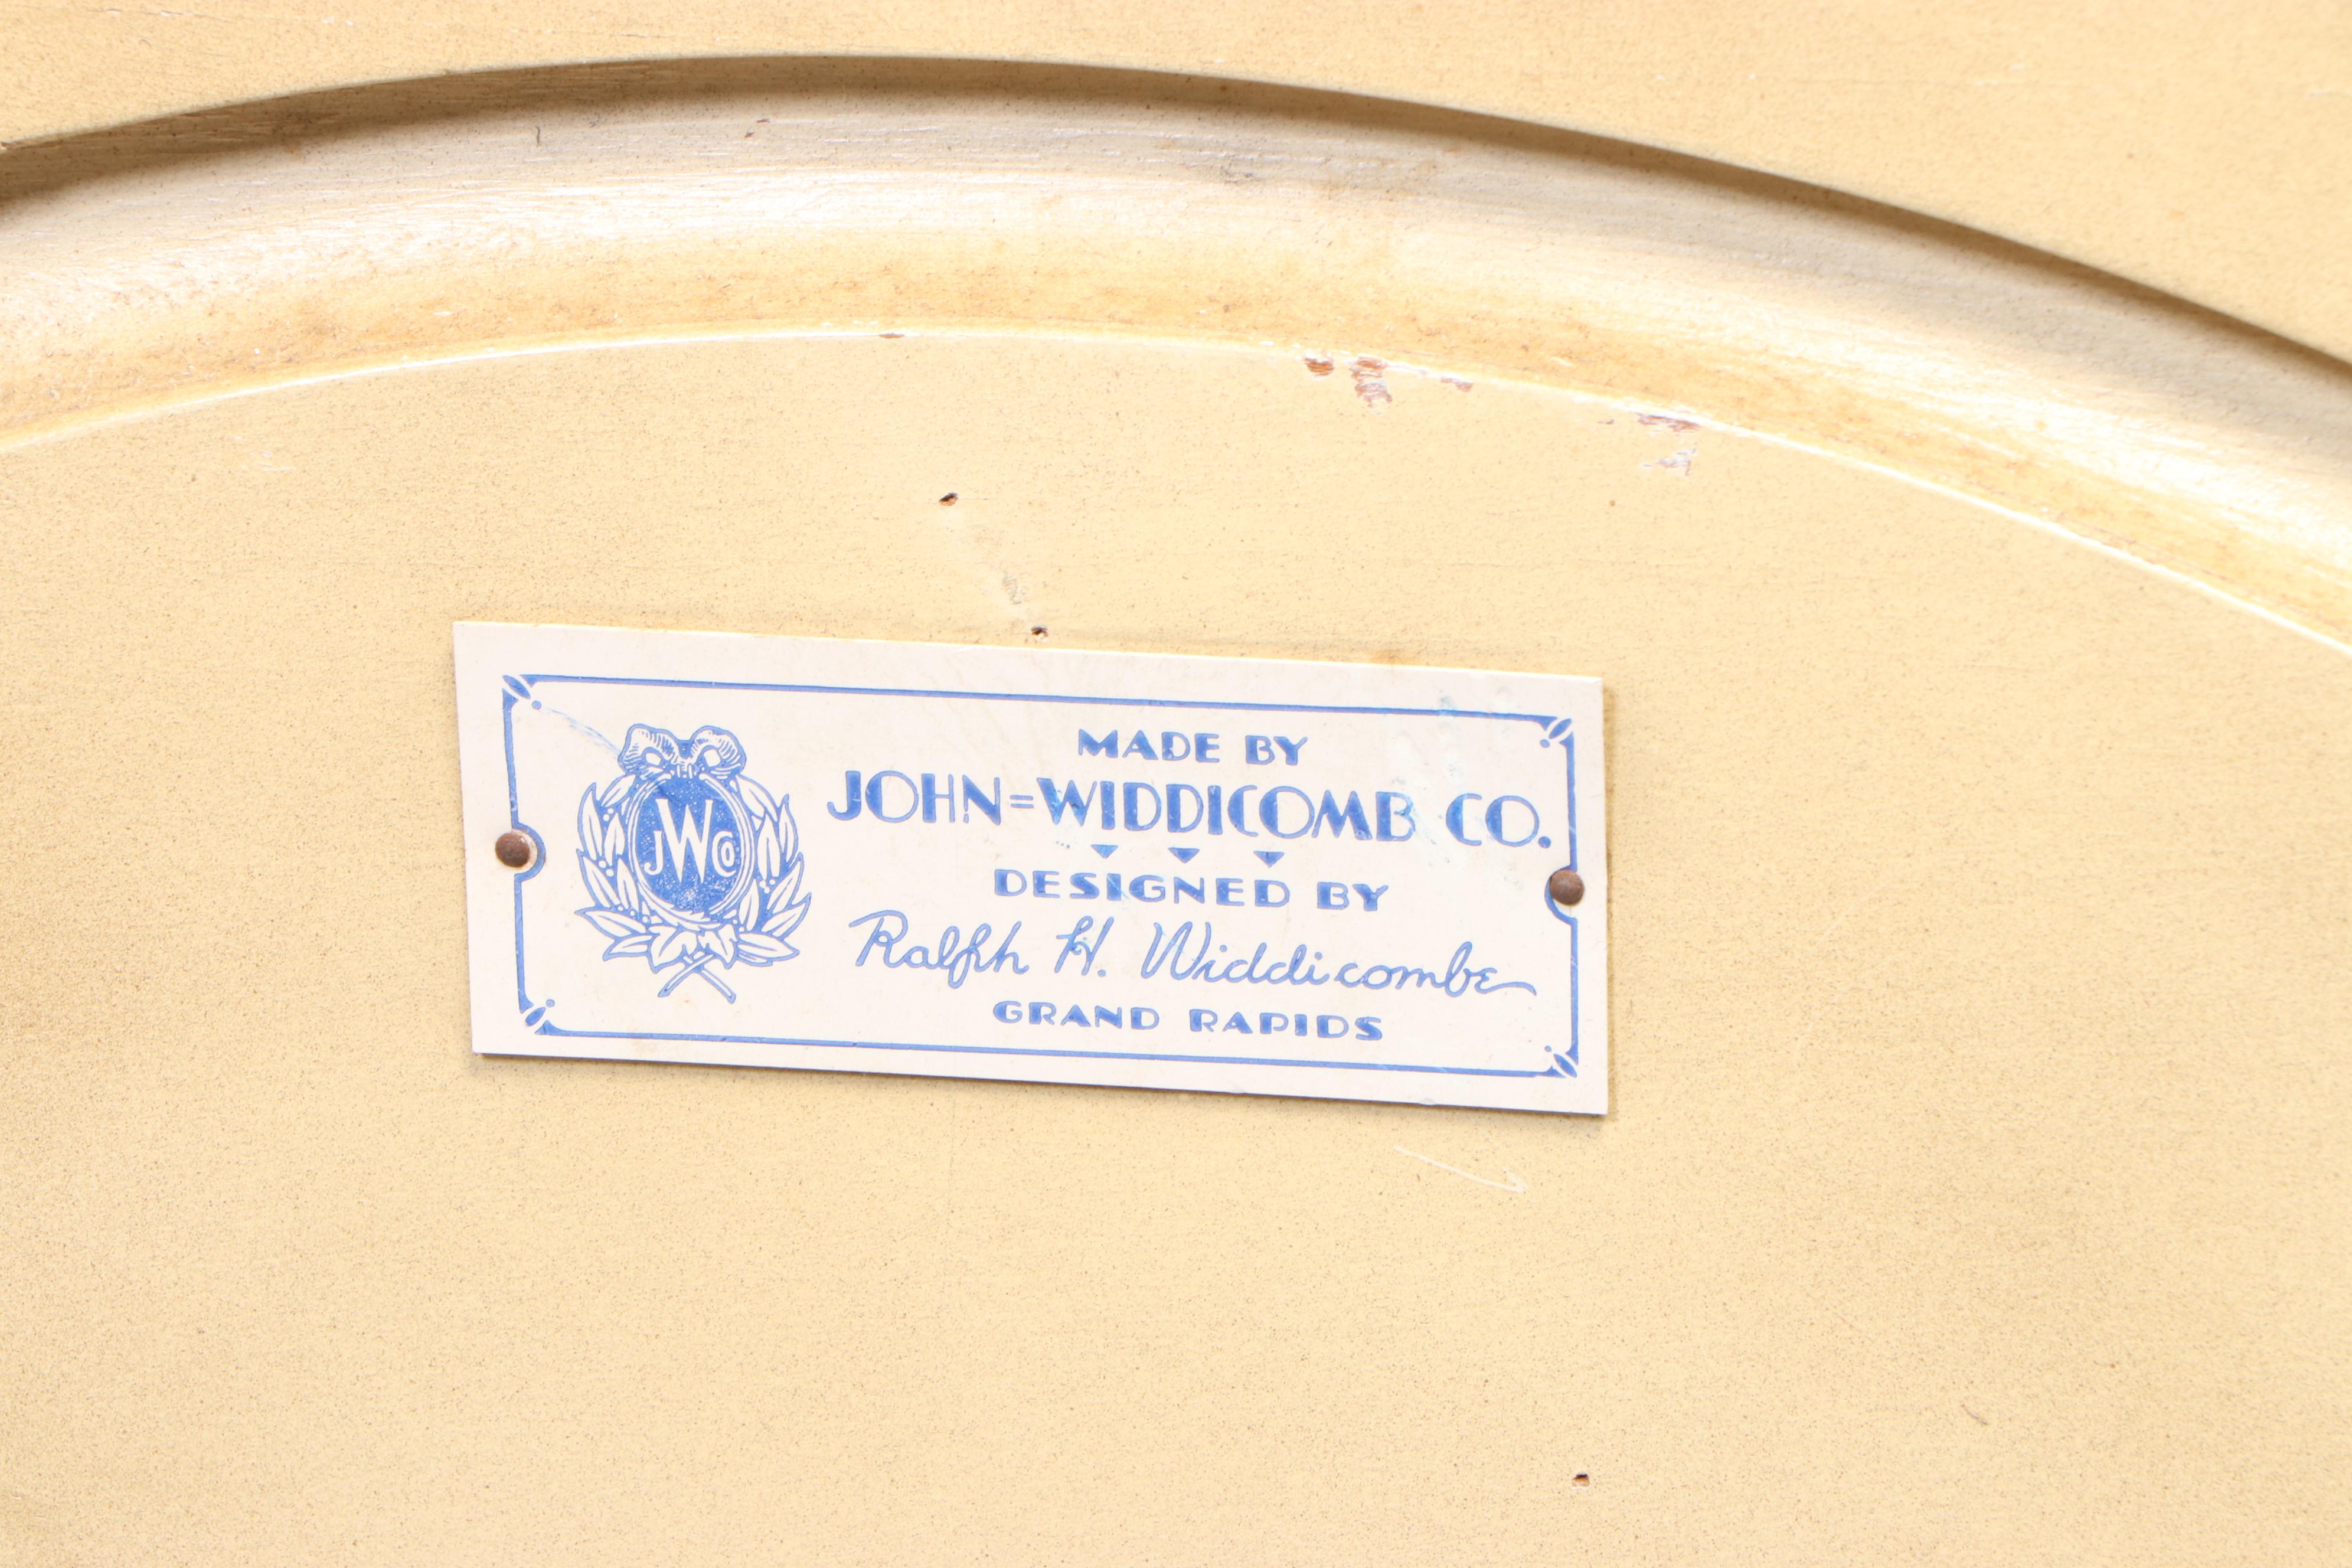 JWCO
MADE BY
JOHN=WIDDICOMB CO.
DESIGNED BY
Ralph H. Widdicombe
GRAND RAPIDS